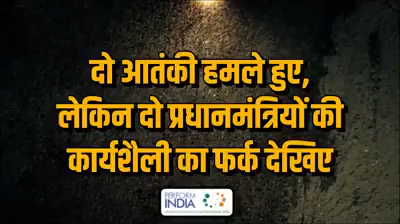 दो आतंकी हमले हुए,
लेकिन दो प्रधानमंत्रियों की
कार्यशैली का फर्क देखिए
PERFORM
INDIA